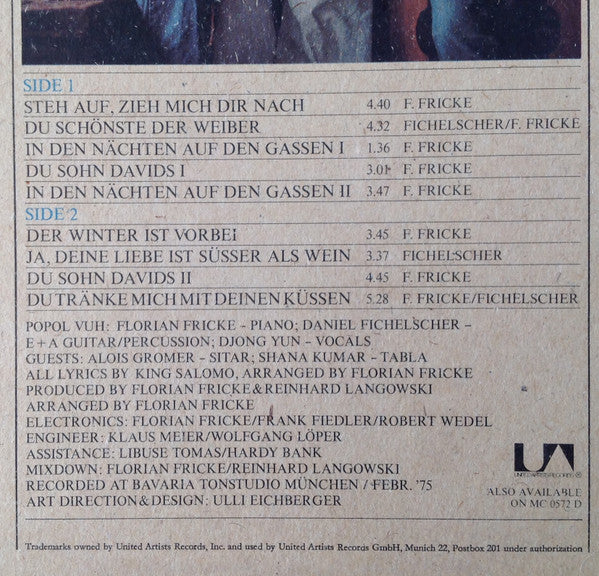 SIDE 1
STEH AUF, ZIEH MICH DIR NACH 4.40 F. FRICKE
DU SCHÖNSTE DER WEIBER 4.32 FICHELSCHER/F. FRICKE
IN DEN NÄCHTEN AUF DEN GASSEN I 1.36 F. FRICKE
DU SOHN DAVIDS I 3.01 F. FRICKE
IN DEN NÄCHTEN AUF DEN GASSEN II 3.47 F. FRICKE
SIDE 2
DER WINTER IST VORBEI 3.45 F. FRICKE
JA, DEINE LIEBE IST SÜSSER ALS WEIN 3.37 FICHELSCHER
DU SOHN DAVIDS II 4.45 F. FRICKE
DU TRÄNKE MICH MIT DEINEN KÜSSEN 5.28 F. FRICKE/FICHELSCHER
POPOL VUH: FLORIAN FRICKE – PIANO; DANIEL FICHELSCHER –
E+A GUITAR/PERCUSSION; DJONG YUN – VOCALS
GUESTS: ALOIS GROMER – SITAR; SHANA KUMAR – TABLA
ALL LYRICS BY KING SALOMO, ARRANGED BY FLORIAN FRICKE
PRODUCED BY FLORIAN FRICKE & REINHARD LANGOWSKI
ARRANGED BY FLORIAN FRICKE
ELECTRONICS: FLORIAN FRICKE/FRANK FIEDLER/ROBERT WEDEL
ENGINEER: KLAUS MEIER/WOLFGANG LÖPER
ASSISTANCE: LIBUSE TOMAS/HARDY BANK
MIXDOWN: FLORIAN FRICKE/REINHARD LANGOWSKI
RECORDED AT BAVARIA TONSTUDIO MÜNCHEN / FEBR. '75
ART DIRECTION & DESIGN: ULLI EICHBERGER
UA
UNITED ARTISTS RECORDS ®
ALSO AVAILABLE
ON MC 0572 D
Trademarks owned by United Artists Records, Inc. and used by United Artists Records GmbH, Munich 22, Postbox 201 under authorization